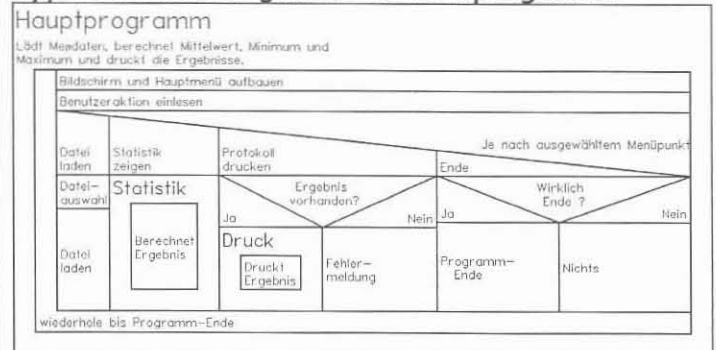 Hauptprogramm
Lädt Meßdaten, berechnet Mittelwert, Minimum und
Maximum und druckt die Ergebnisse.
Bildschirm und Hauptmenü aufbauen
Benutzeraktion einlesen
Je nach ausgewähltem Menüpunkt
Datei
laden
Statistik
zeigen
Protokoll
drucken
Ende
Datei-
auswahl
Statistik
Ergebnis
vorhanden?
Ja
Nein
Wirklich
Ende ?
Ja
Nein
Datei
laden
Berechnet
Ergebnis
Druck
Druckt
Ergebnis
Fehler-
meldung
Programm-
Ende
Nichts
wiederhole bis Programm-Ende